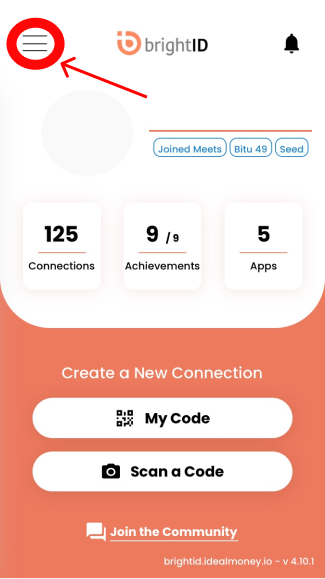 brightID
Joined Meets Bitu 49 Seed
125 9 /9 5
Connections Achievements Apps
Create a New Connection
My Code
Scan a Code
Join the Community
brightid.idealmoney.io - v 4.10.1